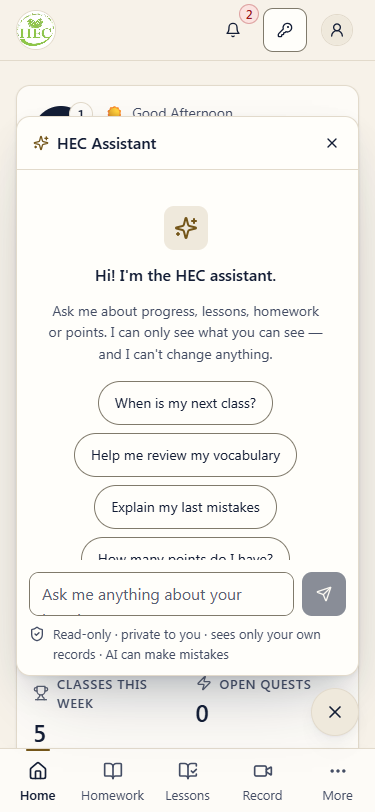 HEC
2
1
Good Afternoon
HEC Assistant
Hi! I'm the HEC assistant.
Ask me about progress, lessons, homework
or points. I can only see what you can see —
and I can't change anything.
When is my next class?
Help me review my vocabulary
Explain my last mistakes
How many points do I have?
Ask me anything about your
Read-only · private to you · sees only your own
records · AI can make mistakes
CLASSES THIS
WEEK
5
OPEN QUESTS
0
Home
Homework
Lessons
Record
More